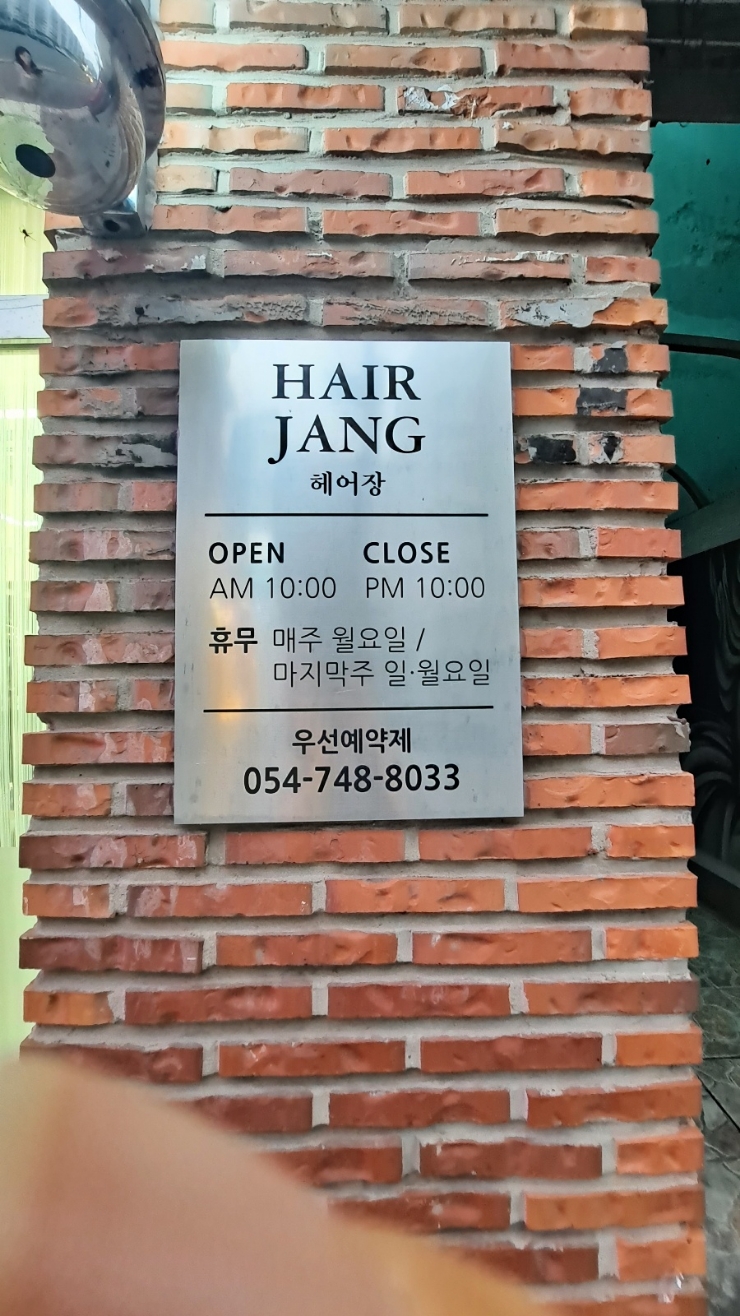 HAIR
JANG
헤어장
OPEN CLOSE
AM 10:00 PM 10:00
휴무 매주 월요일 /
마지막주 일·월요일
우선예약제
054-748-8033